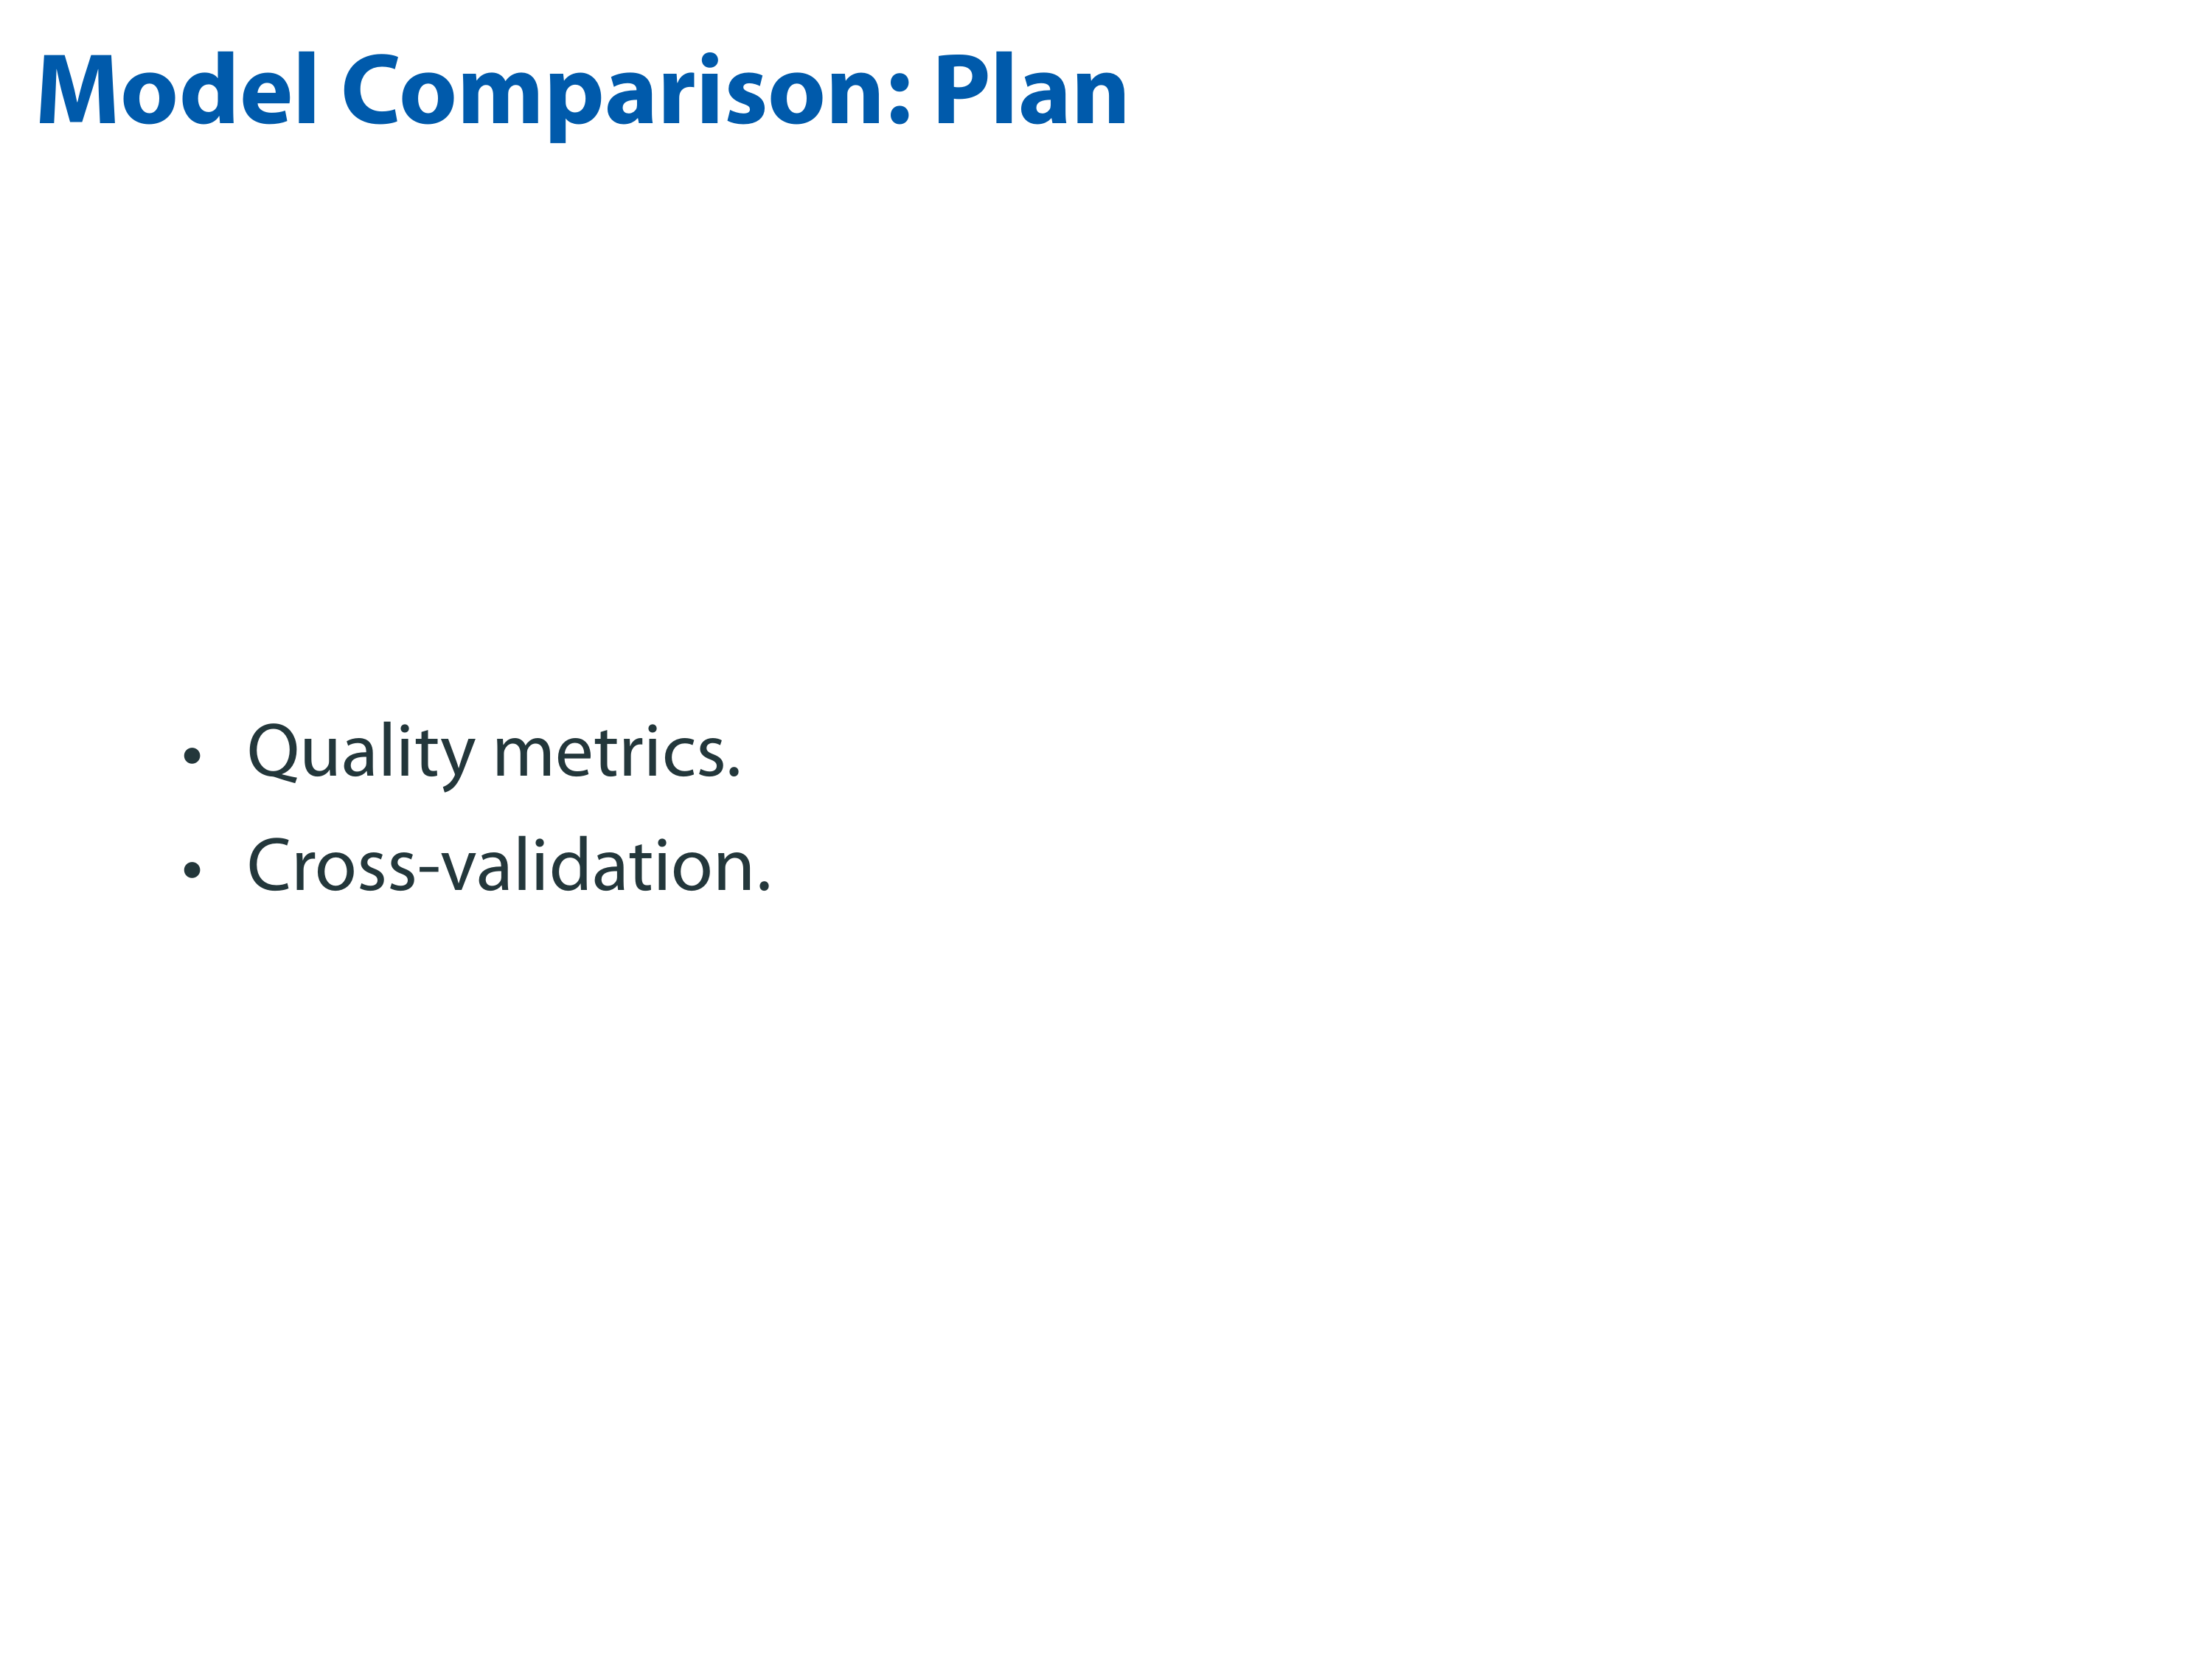 Model Comparison: Plan
• Quality metrics.
• Cross-validation.